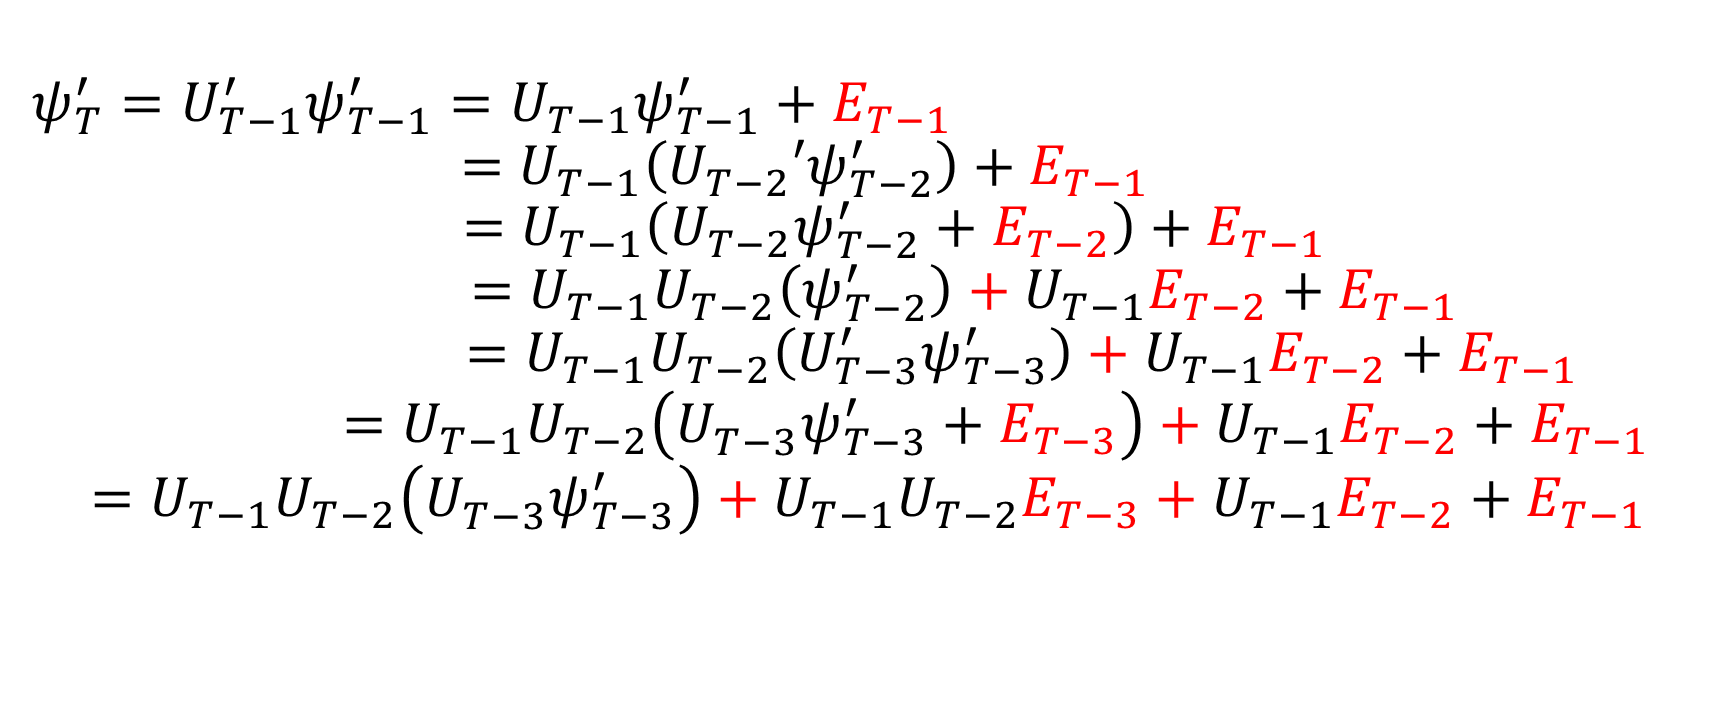 ψ′_T = U′_{T−1}ψ′_{T−1} = U_{T−1}ψ′_{T−1} + E_{T−1}
= U_{T−1}(U_{T−2}′ψ′_{T−2}) + E_{T−1}
= U_{T−1}(U_{T−2}ψ′_{T−2} + E_{T−2}) + E_{T−1}
= U_{T−1}U_{T−2}(ψ′_{T−2}) + U_{T−1}E_{T−2} + E_{T−1}
= U_{T−1}U_{T−2}(U′_{T−3}ψ′_{T−3}) + U_{T−1}E_{T−2} + E_{T−1}
= U_{T−1}U_{T−2}(U_{T−3}ψ′_{T−3} + E_{T−3}) + U_{T−1}E_{T−2} + E_{T−1}
= U_{T−1}U_{T−2}(U_{T−3}ψ′_{T−3}) + U_{T−1}U_{T−2}E_{T−3} + U_{T−1}E_{T−2} + E_{T−1}